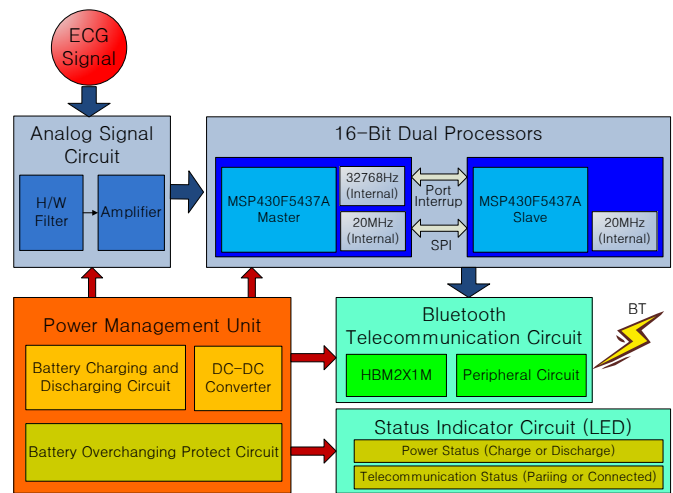 ECG
Signal
Analog Signal
Circuit
H/W
Filter
Amplifier
16-Bit Dual Processors
MSP430F5437A
Master
32768Hz
(Internal)
20MHz
(Internal)
Port
Interrup
SPI
MSP430F5437A
Slave
20MHz
(Internal)
Power Management Unit
Battery Charging and
Discharging Circuit
DC-DC
Converter
Battery Overchanging Protect Circuit
Bluetooth
Telecommunication Circuit
HBM2X1M
Peripheral Circuit
BT
Status Indicator Circuit (LED)
Power Status (Charge or Discharge)
Telecommunication Status (Pariing or Connected)